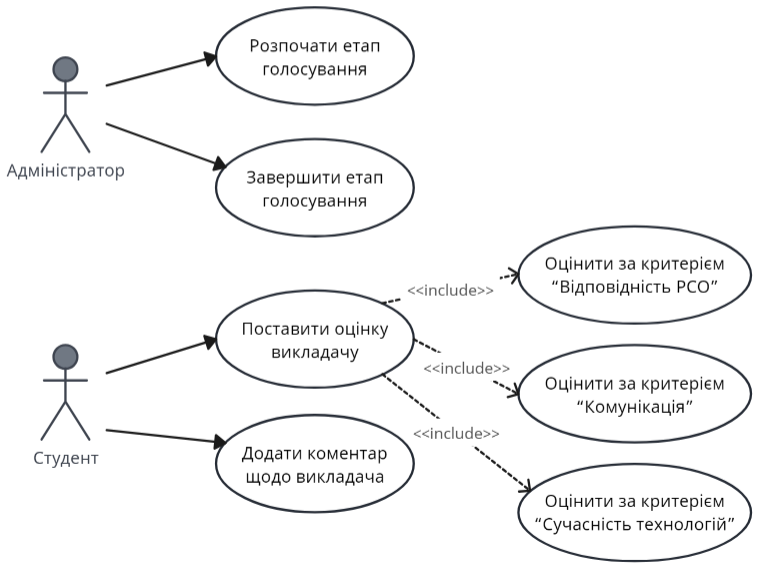 Розпочати етап
голосування
Адміністратор
Завершити етап
голосування
Оцінити за критерієм
“Відповідність РСО”
<<include>>
Поставити оцінку
викладачу
<<include>>
Оцінити за критерієм
“Комунікація”
Студент
Додати коментар
щодо викладача
<<include>>
Оцінити за критерієм
“Сучасність технологій”